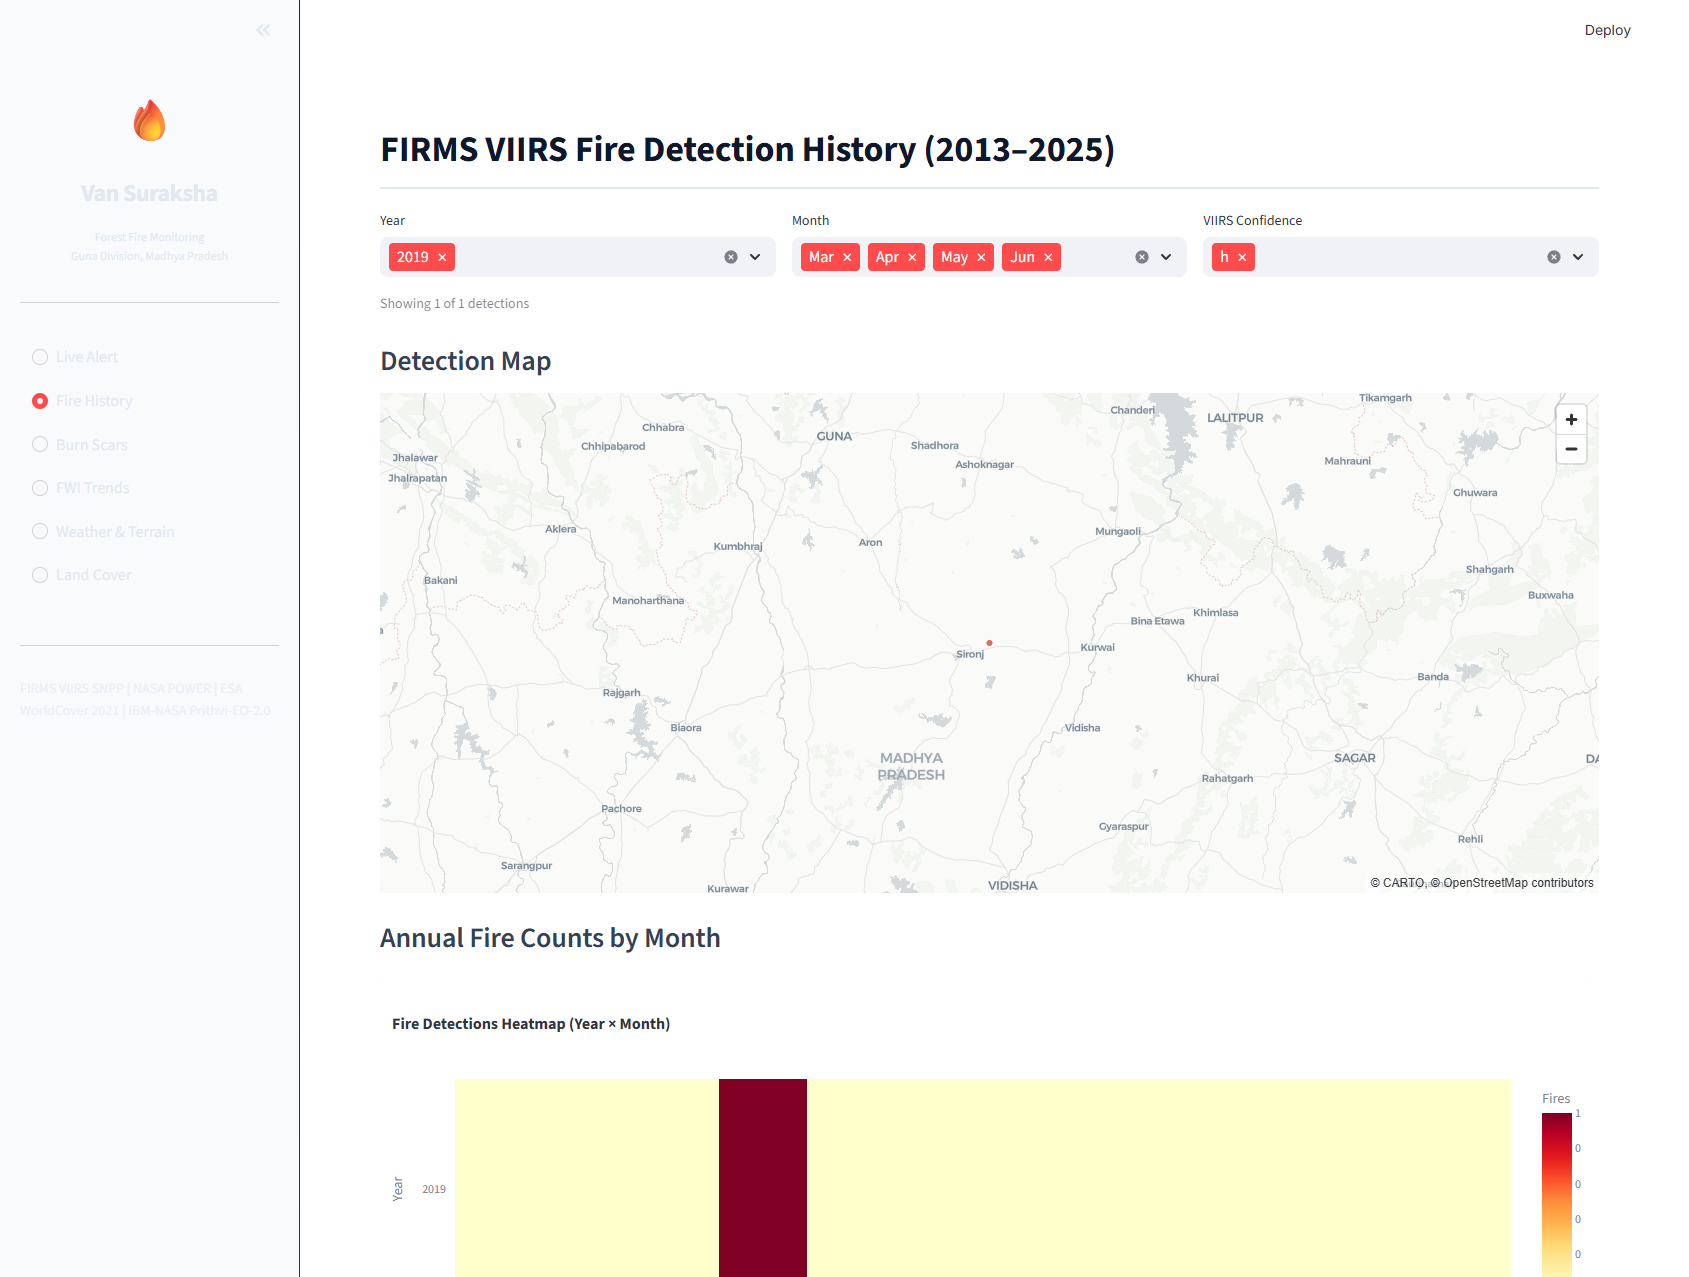 Deploy
Van Suraksha
Forest Fire Monitoring
Guna Division, Madhya Pradesh
Live Alert
Fire History
Burn Scars
FWI Trends
Weather & Terrain
Land Cover
FIRMS VIIRS SNPP | NASA POWER | ESA
WorldCover 2021 | IBM-NASA Prithvi-EO-2.0
FIRMS VIIRS Fire Detection History (2013–2025)
Year
Month
VIIRS Confidence
2019
Mar Apr May Jun
h
Showing 1 of 1 detections
Detection Map
Tikamgarh
Chanderi
LALITPUR
Chhabra
GUNA
Chhipabarod
Shadhora
Jhalawar
Ashoknagar
Mahrauni
Jhalrapatan
Ghuwara
Aklera
Mungaoli
Kumbhraj
Aron
Shahgarh
Bakani
Buxwaha
Manoharthana
Khimlasa
Bina Etawa
Sironj
Kurwai
Khurai
Banda
Rajgarh
Biaora
Vidisha
MADHYA
PRADESH
SAGAR
DA
Rahatgarh
Pachore
Gyaraspur
Rehli
Sarangpur
Kurawar
VIDISHA
© CARTO, © OpenStreetMap contributors
Annual Fire Counts by Month
Fire Detections Heatmap (Year × Month)
Year
2019
Fires
1
0
0
0
0